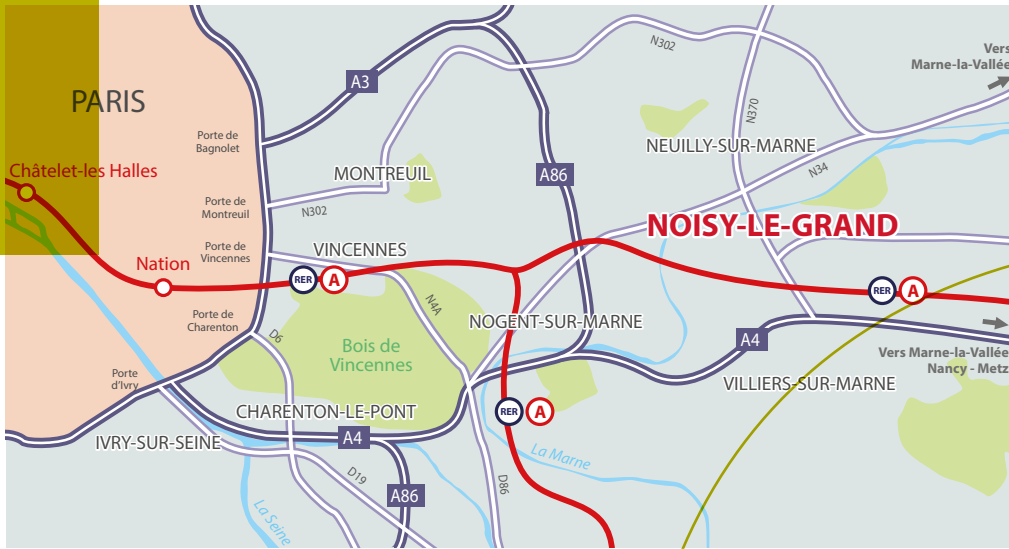 N302
Vers
Marne-la-Vallée
A3
PARIS
N370
Porte de
Bagnolet
NEUILLY-SUR-MARNE
Châtelet-les Halles
MONTREUIL
A86
N34
Porte de
Montreuil
N302
NOISY-LE-GRAND
Porte de
Vincennes
VINCENNES
Nation
RER A
RER A
N4A
Porte de
Charenton
NOGENT-SUR-MARNE
D6
A4
Bois de
Vincennes
Vers Marne-la-Vallée
Nancy - Metz
Porte
d'Ivry
VILLIERS-SUR-MARNE
CHARENTON-LE-PONT
RER A
A4
IVRY-SUR-SEINE
La Marne
D19
D86
A86
La Seine